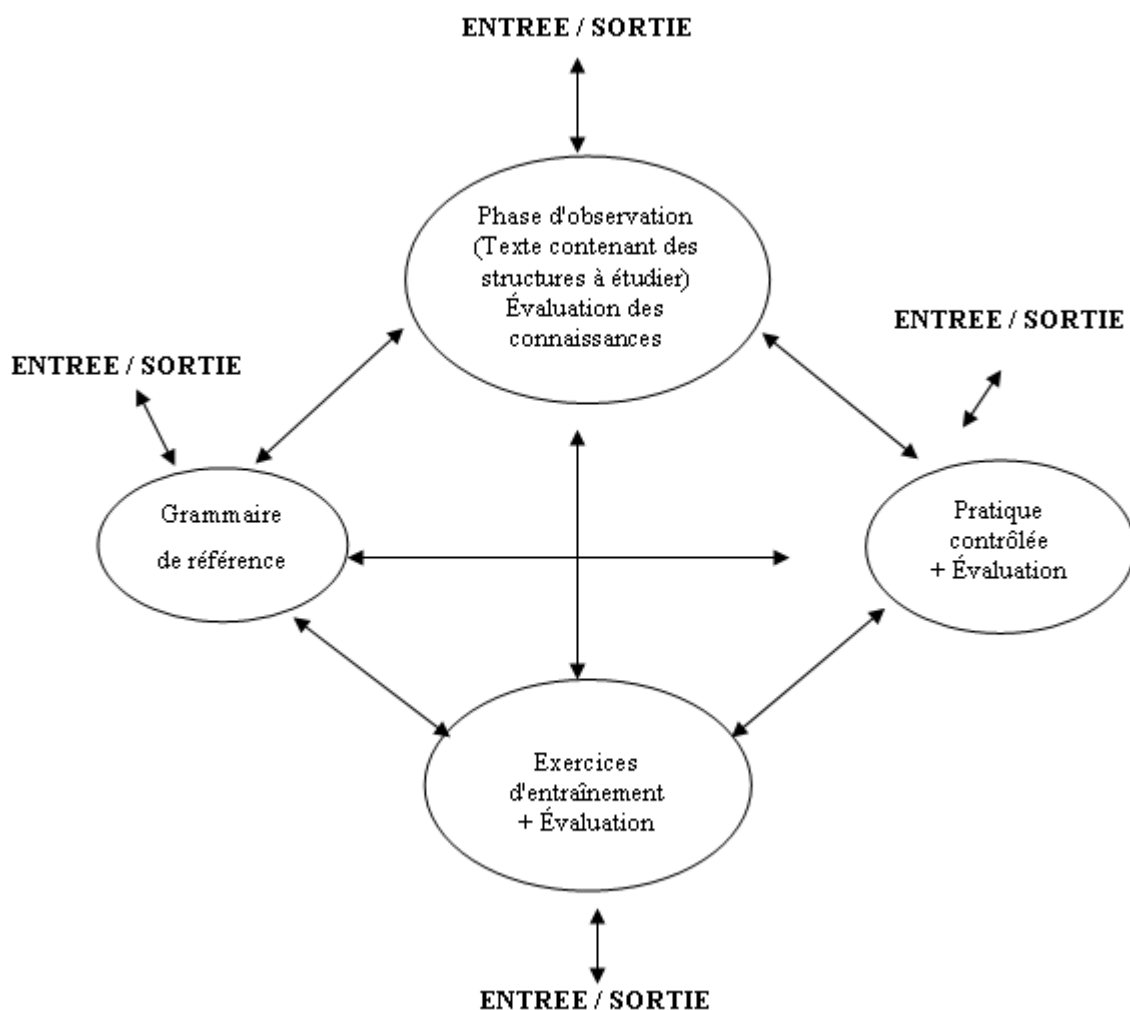 ENTREE / SORTIE
Phase d'observation
(Texte contenant des
structures à étudier)
Évaluation des
connaissances
ENTREE / SORTIE
ENTREE / SORTIE
Grammaire
de référence
Pratique
contrôlée
+ Évaluation
Exercices
d'entraînement
+ Évaluation
ENTREE / SORTIE